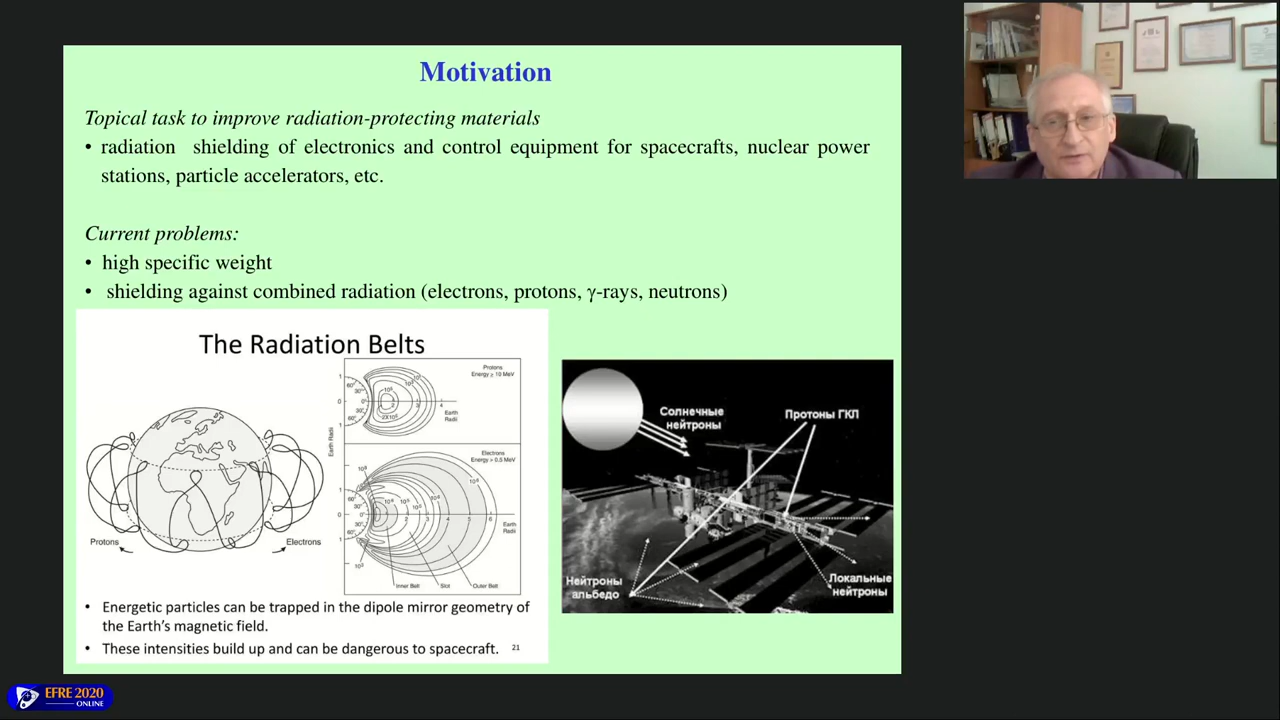 Motivation
Topical task to improve radiation-protecting materials
• radiation shielding of electronics and control equipment for spacecrafts, nuclear power
stations, particle accelerators, etc.
Current problems:
• high specific weight
• shielding against combined radiation (electrons, protons, γ-rays, neutrons)
The Radiation Belts
Protons
Energy ≥ 10 MeV
Earth
Radii
Earth Radii
Electrons
Energy > 0.5 MeV
Earth
Radii
Inner Belt
Slot
Outer Belt
Protons
Electrons
• Energetic particles can be trapped in the dipole mirror geometry of
the Earth's magnetic field.
• These intensities build up and can be dangerous to spacecraft.
21
Солнечные
нейтроны
Протоны ГКЛ
Нейтроны
альбедо
Локальные
нейтроны
EFRE 2020
ONLINE